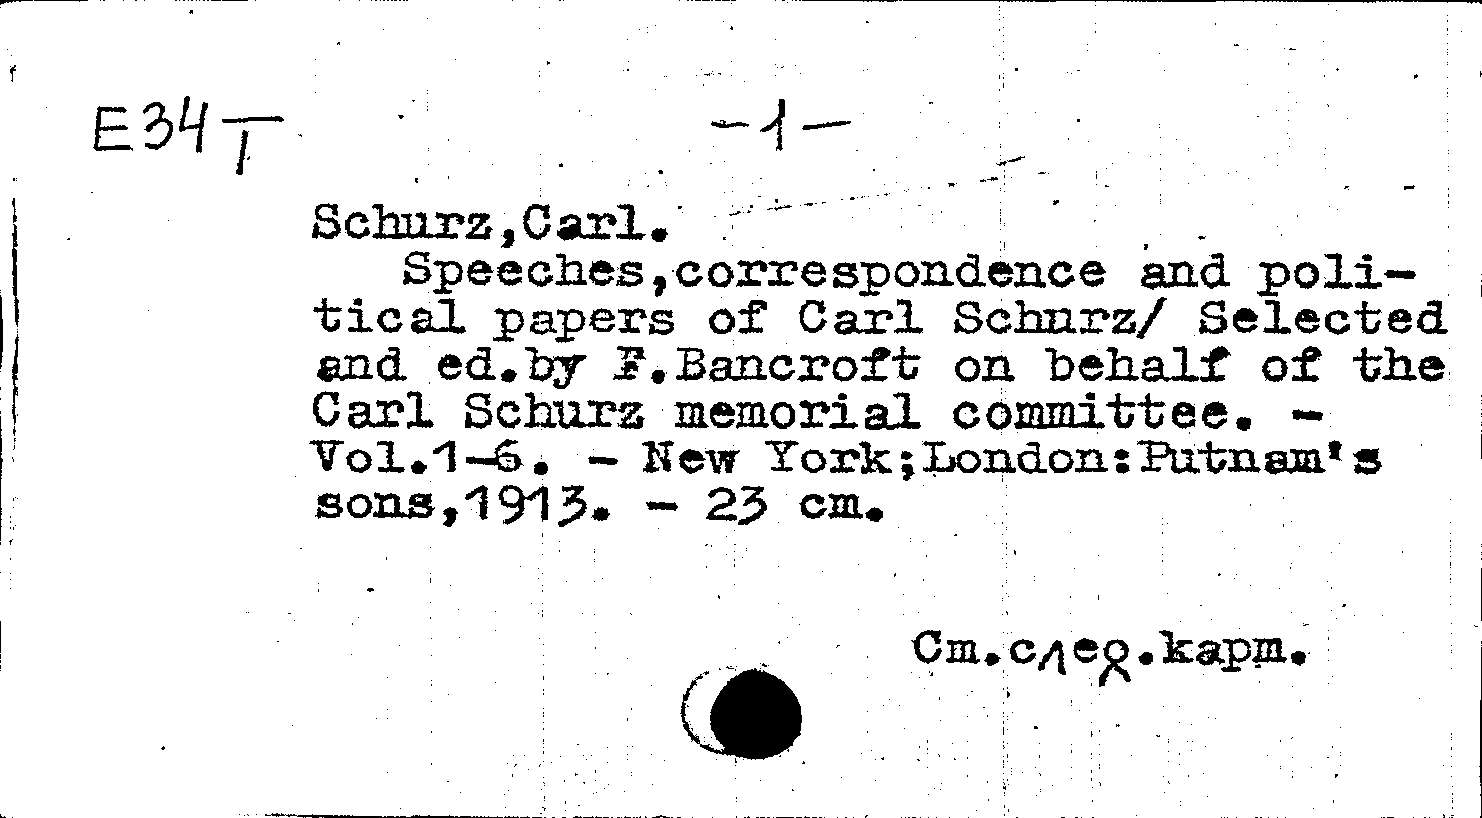 E34 T
-1-
Schurz,Carl.
Speeches,correspondence and poli-
tical papers of Carl Schurz/ Selected
and ed.by F.Bancroft on behalf of the
Carl Schurz memorial committee. -
Vol.1-6. - New York;London:Putnam's
sons,1913. - 23 cm.
См.след.карт.